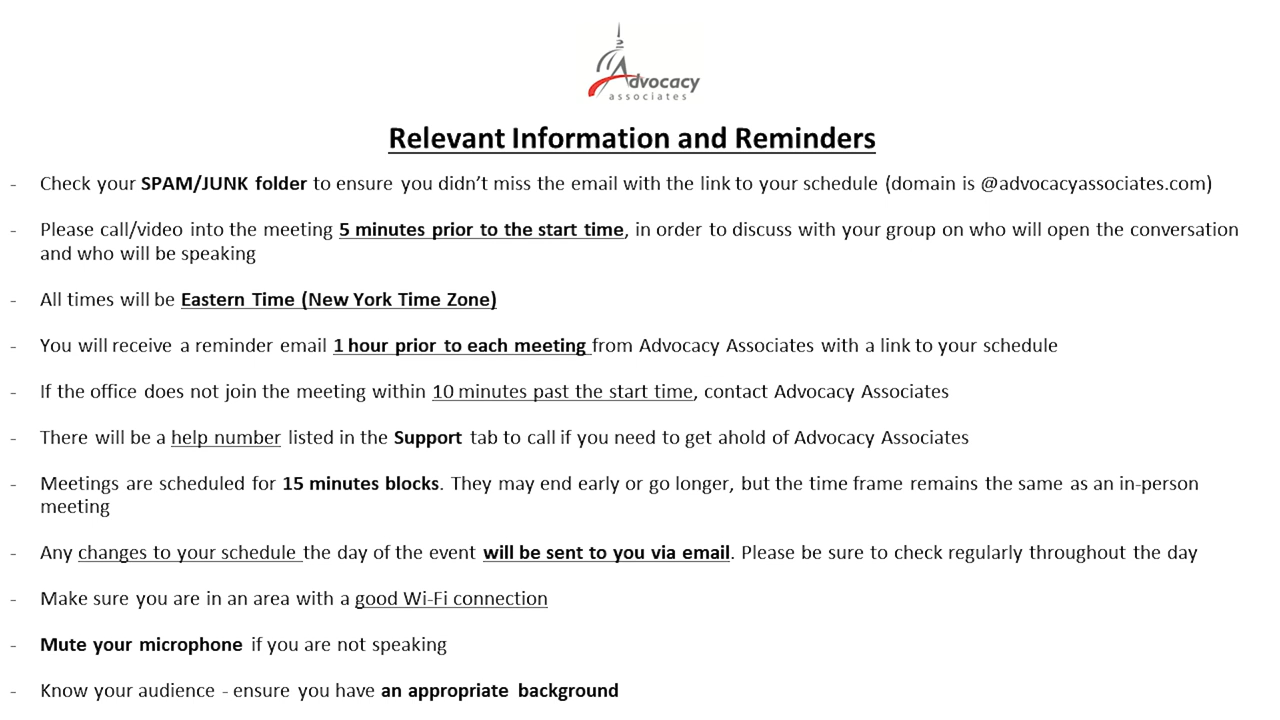 Advocacy
associates
Relevant Information and Reminders
- Check your SPAM/JUNK folder to ensure you didn’t miss the email with the link to your schedule (domain is @advocacyassociates.com)
- Please call/video into the meeting 5 minutes prior to the start time, in order to discuss with your group on who will open the conversation
and who will be speaking
- All times will be Eastern Time (New York Time Zone)
- You will receive a reminder email 1 hour prior to each meeting from Advocacy Associates with a link to your schedule
- If the office does not join the meeting within 10 minutes past the start time, contact Advocacy Associates
- There will be a help number listed in the Support tab to call if you need to get ahold of Advocacy Associates
- Meetings are scheduled for 15 minutes blocks. They may end early or go longer, but the time frame remains the same as an in-person
meeting
- Any changes to your schedule the day of the event will be sent to you via email. Please be sure to check regularly throughout the day
- Make sure you are in an area with a good Wi-Fi connection
- Mute your microphone if you are not speaking
- Know your audience - ensure you have an appropriate background